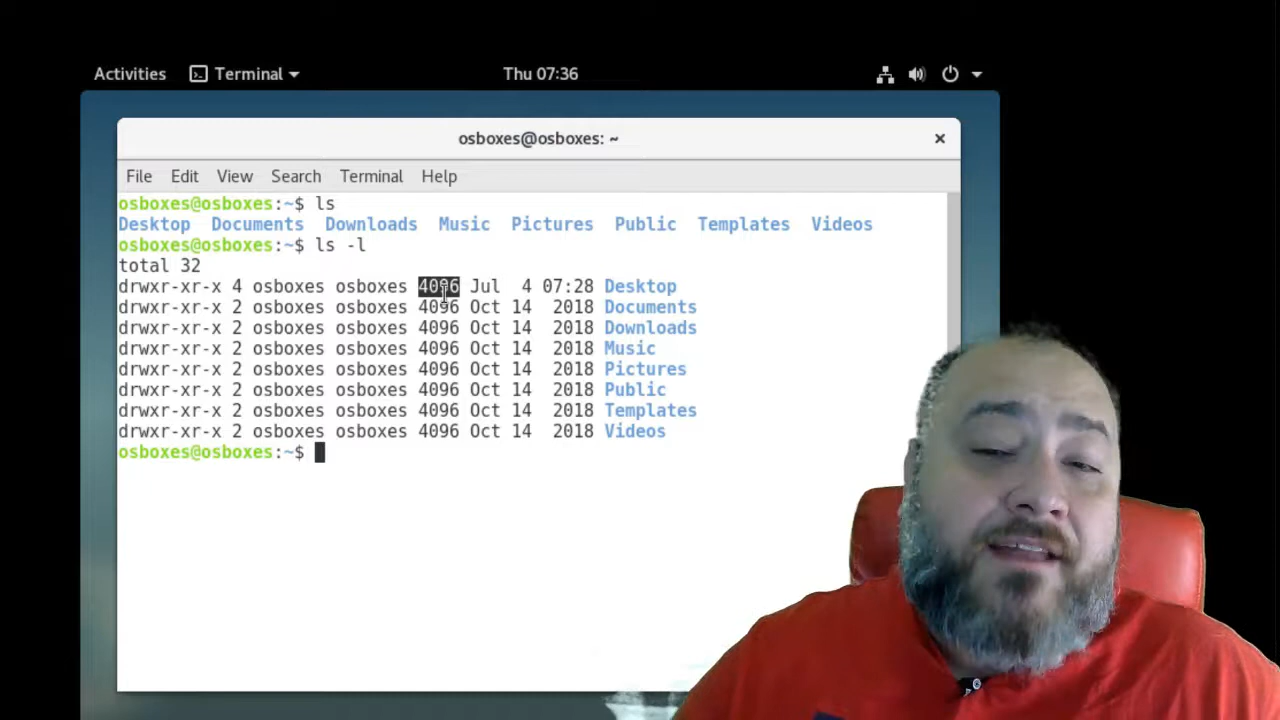 Activities Terminal Thu 07:36
osboxes@osboxes: ~
File Edit View Search Terminal Help
osboxes@osboxes:~$ ls
Desktop Documents Downloads Music Pictures Public Templates Videos
osboxes@osboxes:~$ ls -l
total 32
drwxr-xr-x 4 osboxes osboxes 4096 Jul 4 07:28 Desktop
drwxr-xr-x 2 osboxes osboxes 4096 Oct 14 2018 Documents
drwxr-xr-x 2 osboxes osboxes 4096 Oct 14 2018 Downloads
drwxr-xr-x 2 osboxes osboxes 4096 Oct 14 2018 Music
drwxr-xr-x 2 osboxes osboxes 4096 Oct 14 2018 Pictures
drwxr-xr-x 2 osboxes osboxes 4096 Oct 14 2018 Public
drwxr-xr-x 2 osboxes osboxes 4096 Oct 14 2018 Templates
drwxr-xr-x 2 osboxes osboxes 4096 Oct 14 2018 Videos
osboxes@osboxes:~$